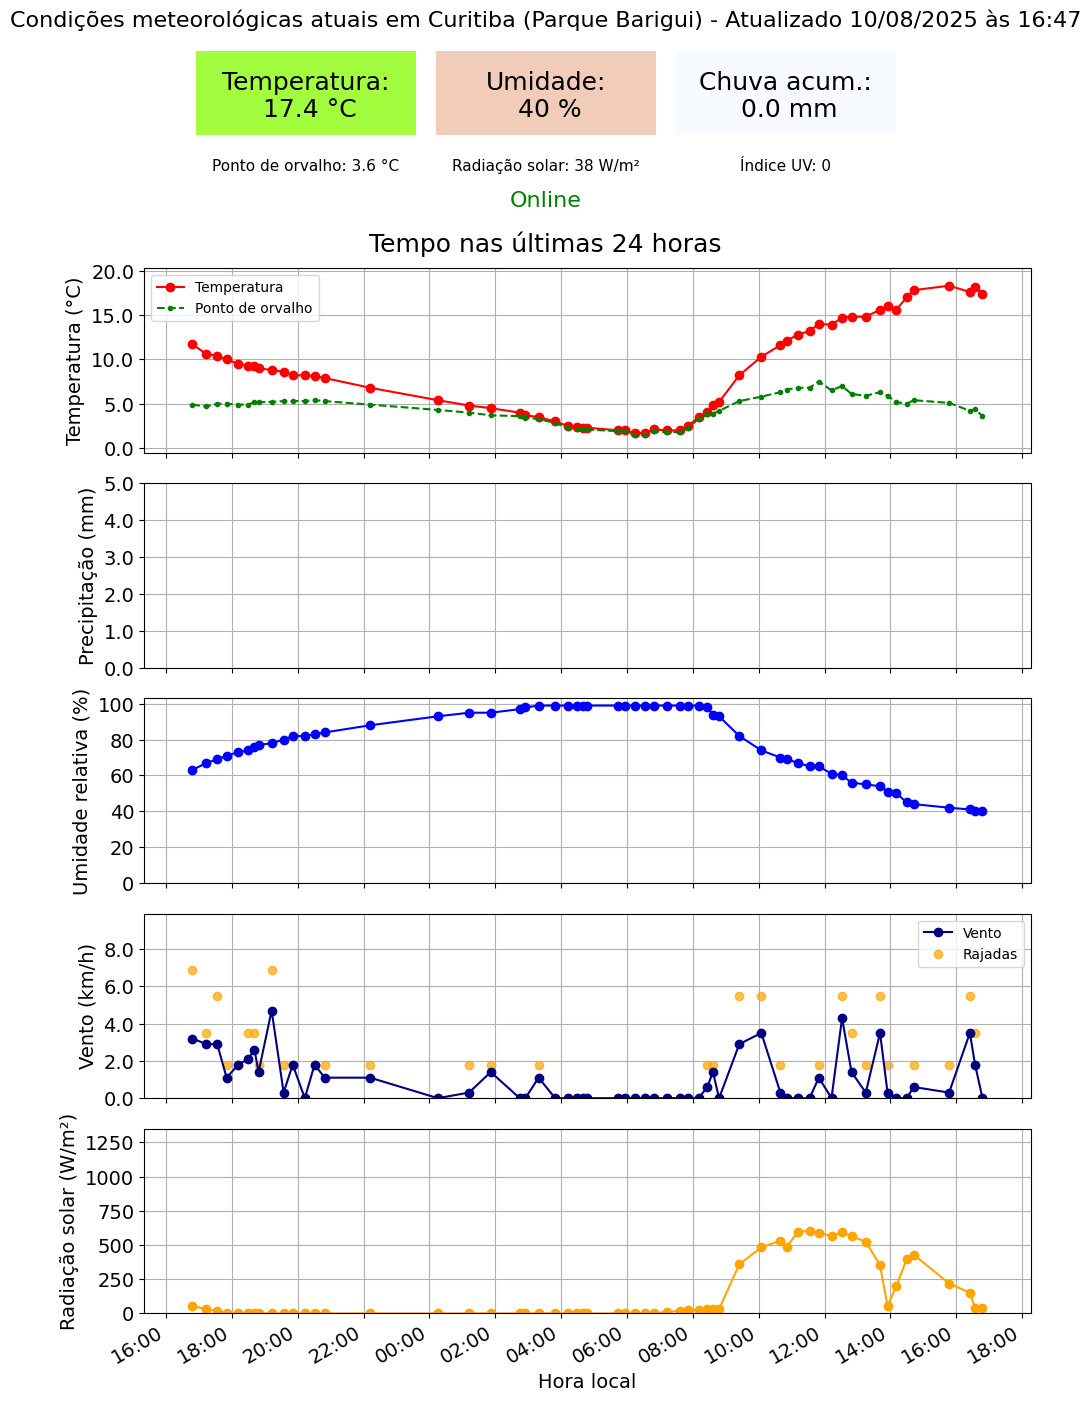 Condições meteorológicas atuais em Curitiba (Parque Barigui) - Atualizado 10/08/2025 às 16:47
Temperatura:
17.4 °C
Umidade:
40 %
Chuva acum.:
0.0 mm
Ponto de orvalho: 3.6 °C
Radiação solar: 38 W/m²
Índice UV: 0
Online
Tempo nas últimas 24 horas
Temperatura (°C)
20.0
15.0
10.0
5.0
0.0
Temperatura
Ponto de orvalho
Precipitação (mm)
5.0
4.0
3.0
2.0
1.0
0.0
Umidade relativa (%)
100
80
60
40
20
0
Vento (km/h)
8.0
6.0
4.0
2.0
0.0
Vento
Rajadas
Radiação solar (W/m²)
1250
1000
750
500
250
0
16:00
18:00
20:00
22:00
00:00
02:00
04:00
06:00
08:00
10:00
12:00
14:00
16:00
18:00
Hora local